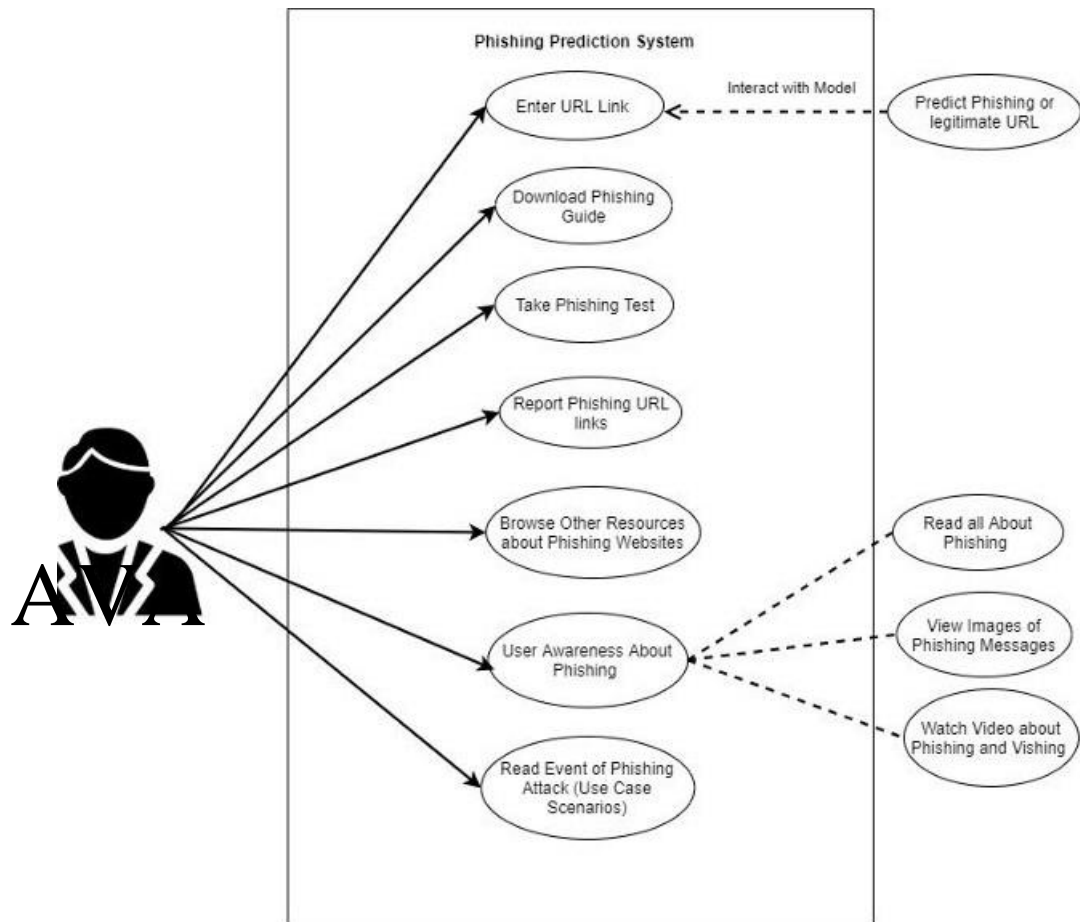 Phishing Prediction System
Enter URL Link
Interact with Model
Predict Phishing or
legitimate URL
Download Phishing
Guide
Take Phishing Test
Report Phishing URL
links
Browse Other Resources
about Phishing Websites
Read all About
Phishing
AVA
User Awareness About
Phishing
View Images of
Phishing Messages
Watch Video about
Phishing and Vishing
Read Event of Phishing
Attack (Use Case
Scenarios)